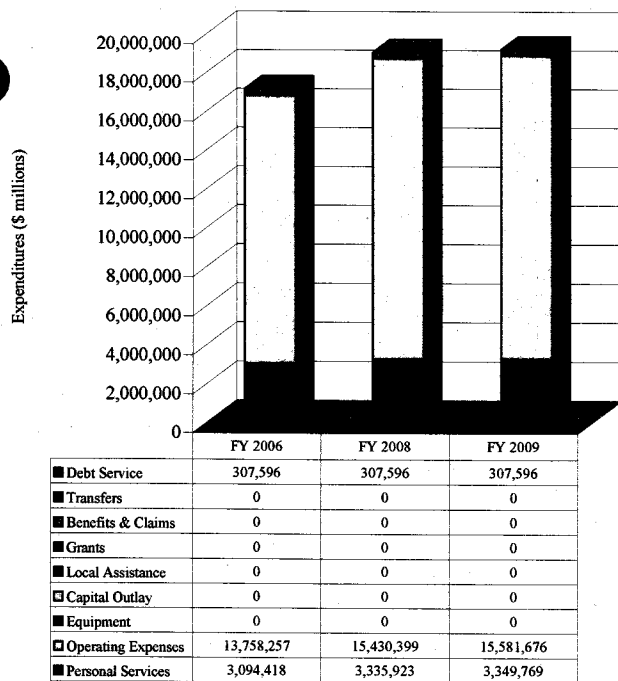 Expenditures ($ millions)
20,000,000
18,000,000
16,000,000
14,000,000
12,000,000
10,000,000
8,000,000
6,000,000
4,000,000
2,000,000
0
FY 2006 FY 2008 FY 2009
Debt Service 307,596 307,596 307,596
Transfers 0 0 0
Benefits & Claims 0 0 0
Grants 0 0 0
Local Assistance 0 0 0
Capital Outlay 0 0 0
Equipment 0 0 0
Operating Expenses 13,758,257 15,430,399 15,581,676
Personal Services 3,094,418 3,335,923 3,349,769